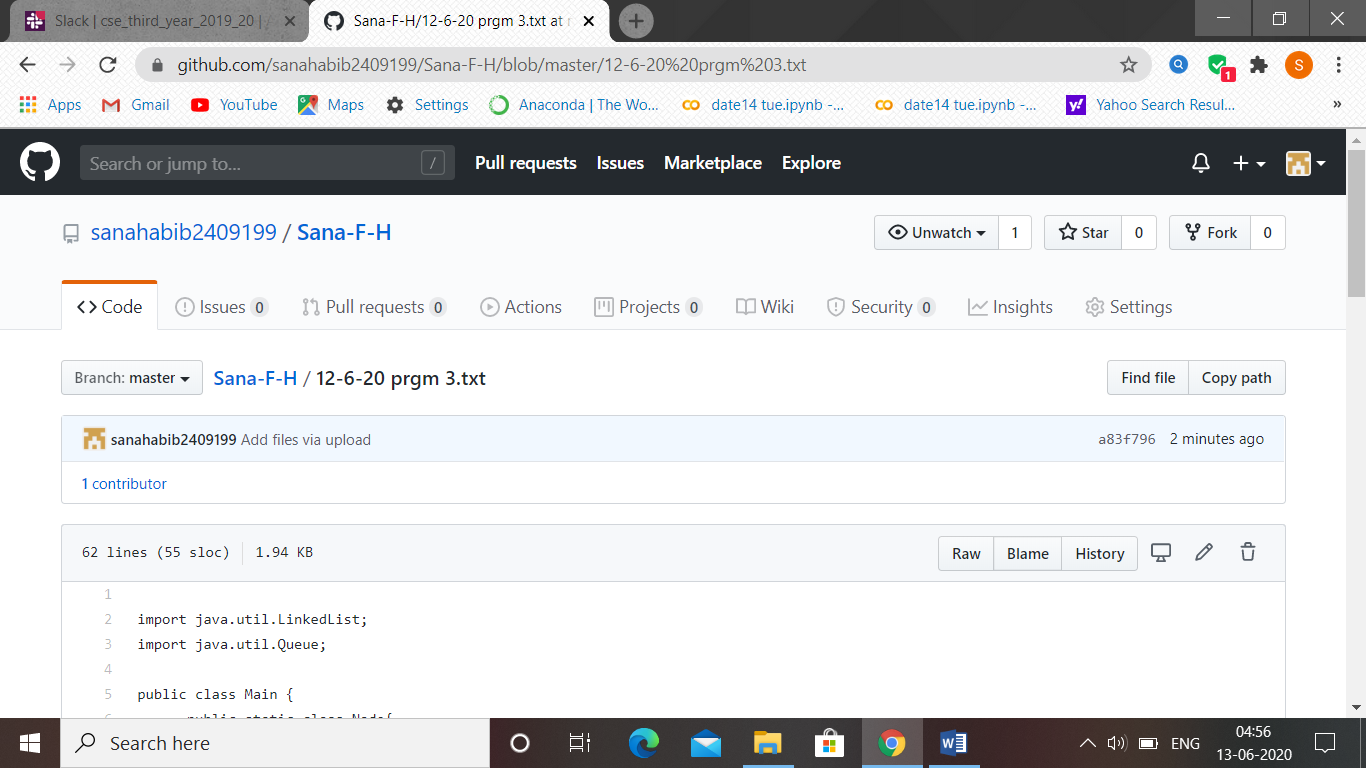 Slack | cse_third_year_2019_20 |
Sana-F-H/12-6-20 prgm 3.txt at
github.com/sanahabib2409199/Sana-F-H/blob/master/12-6-20%20prgm%203.txt
1
S
Apps
Gmail
YouTube
Maps
Settings
Anaconda | The Wo...
date14 tue.ipynb -...
date14 tue.ipynb -...
Yahoo Search Resul...
»
Search or jump to...
/
Pull requests
Issues
Marketplace
Explore
sanahabib2409199 / Sana-F-H
Unwatch 1
Star 0
Fork 0
Code
Issues 0
Pull requests 0
Actions
Projects 0
Wiki
Security 0
Insights
Settings
Branch: master
Sana-F-H / 12-6-20 prgm 3.txt
Find file
Copy path
sanahabib2409199 Add files via upload
a83f796 2 minutes ago
1 contributor
62 lines (55 sloc) 1.94 KB
Raw
Blame
History
1
2 import java.util.LinkedList;
3 import java.util.Queue;
4
5 public class Main {
6 public static class Node{
Search here
ENG
04:56
13-06-2020